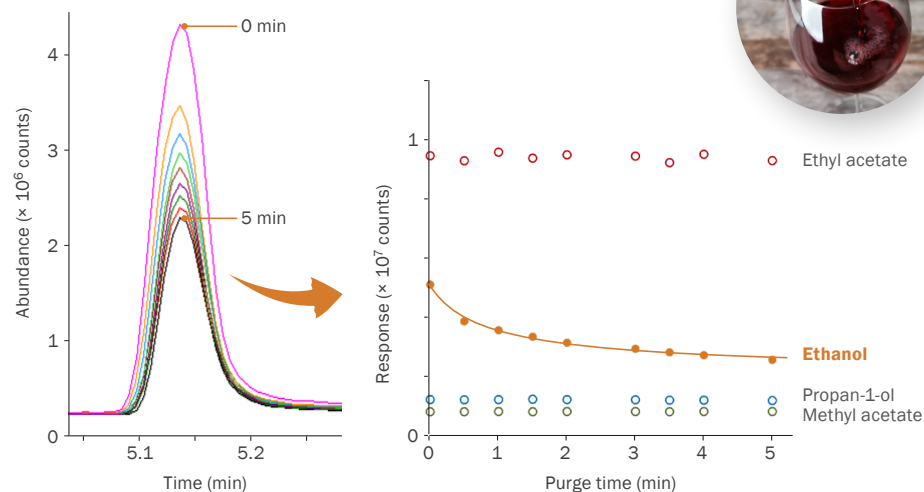 0 min
4
3
5 min
2
1
0
5.1
5.2
Time (min)
Abundance (× 10⁶ counts)
1
Ethyl acetate
Response (× 10⁷ counts)
Ethanol
Propan-1-ol
Methyl acetate
0
0
1
2
3
4
5
Purge time (min)